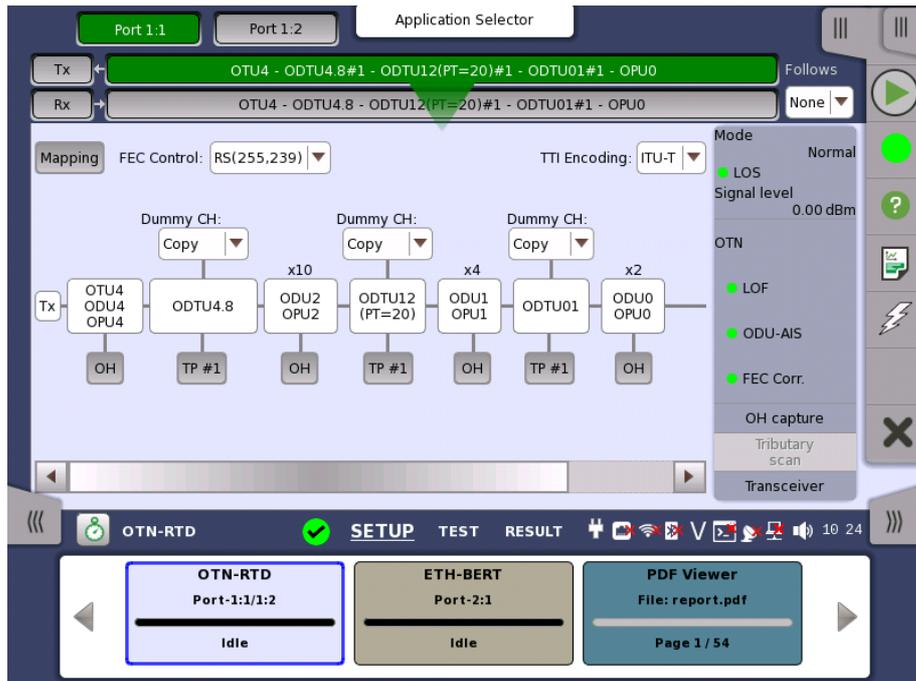 Application Selector
Port 1:1 Port 1:2
Tx OTU4 - ODTU4.8#1 - ODTU12(PT=20)#1 - ODTU01#1 - OPU0 Follows
Rx OTU4 - ODTU4.8 - ODTU12(PT=20)#1 - ODTU01#1 - OPU0 None
Mapping FEC Control: RS(255,239) TTI Encoding: ITU-T
Mode
Normal
LOS
Signal level
0.00 dBm
OTN
LOF
ODU-AIS
FEC Corr.
OH capture
Tributary
scan
Transceiver
Dummy CH: Dummy CH: Dummy CH:
Copy Copy Copy
x10 x4 x2
Tx
OTU4
ODU4
OPU4
ODTU4.8
ODU2
OPU2
ODTU12
(PT=20)
ODU1
OPU1
ODTU01
ODU0
OPU0
OH TP #1 OH TP #1 OH TP #1 OH
OTN-RTD SETUP TEST RESULT V 10 24
OTN-RTD
Port-1:1/1:2
Idle
ETH-BERT
Port-2:1
Idle
PDF Viewer
File: report.pdf
Page 1 / 54